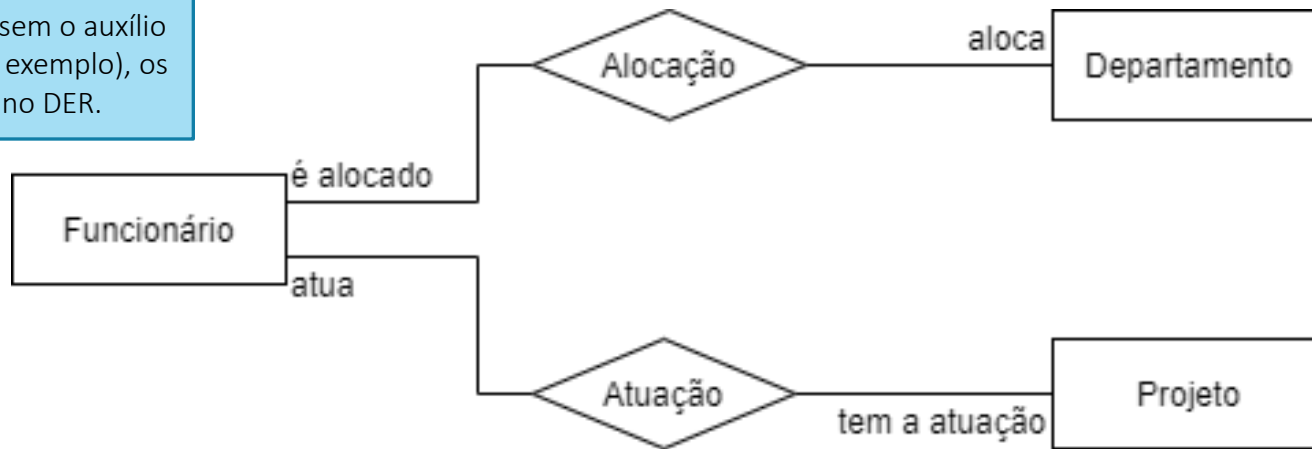 sem o auxílio
exemplo), os
no DER.
Alocação
aloca
Departamento
é alocado
Funcionário
atua
Atuação
tem a atuação
Projeto